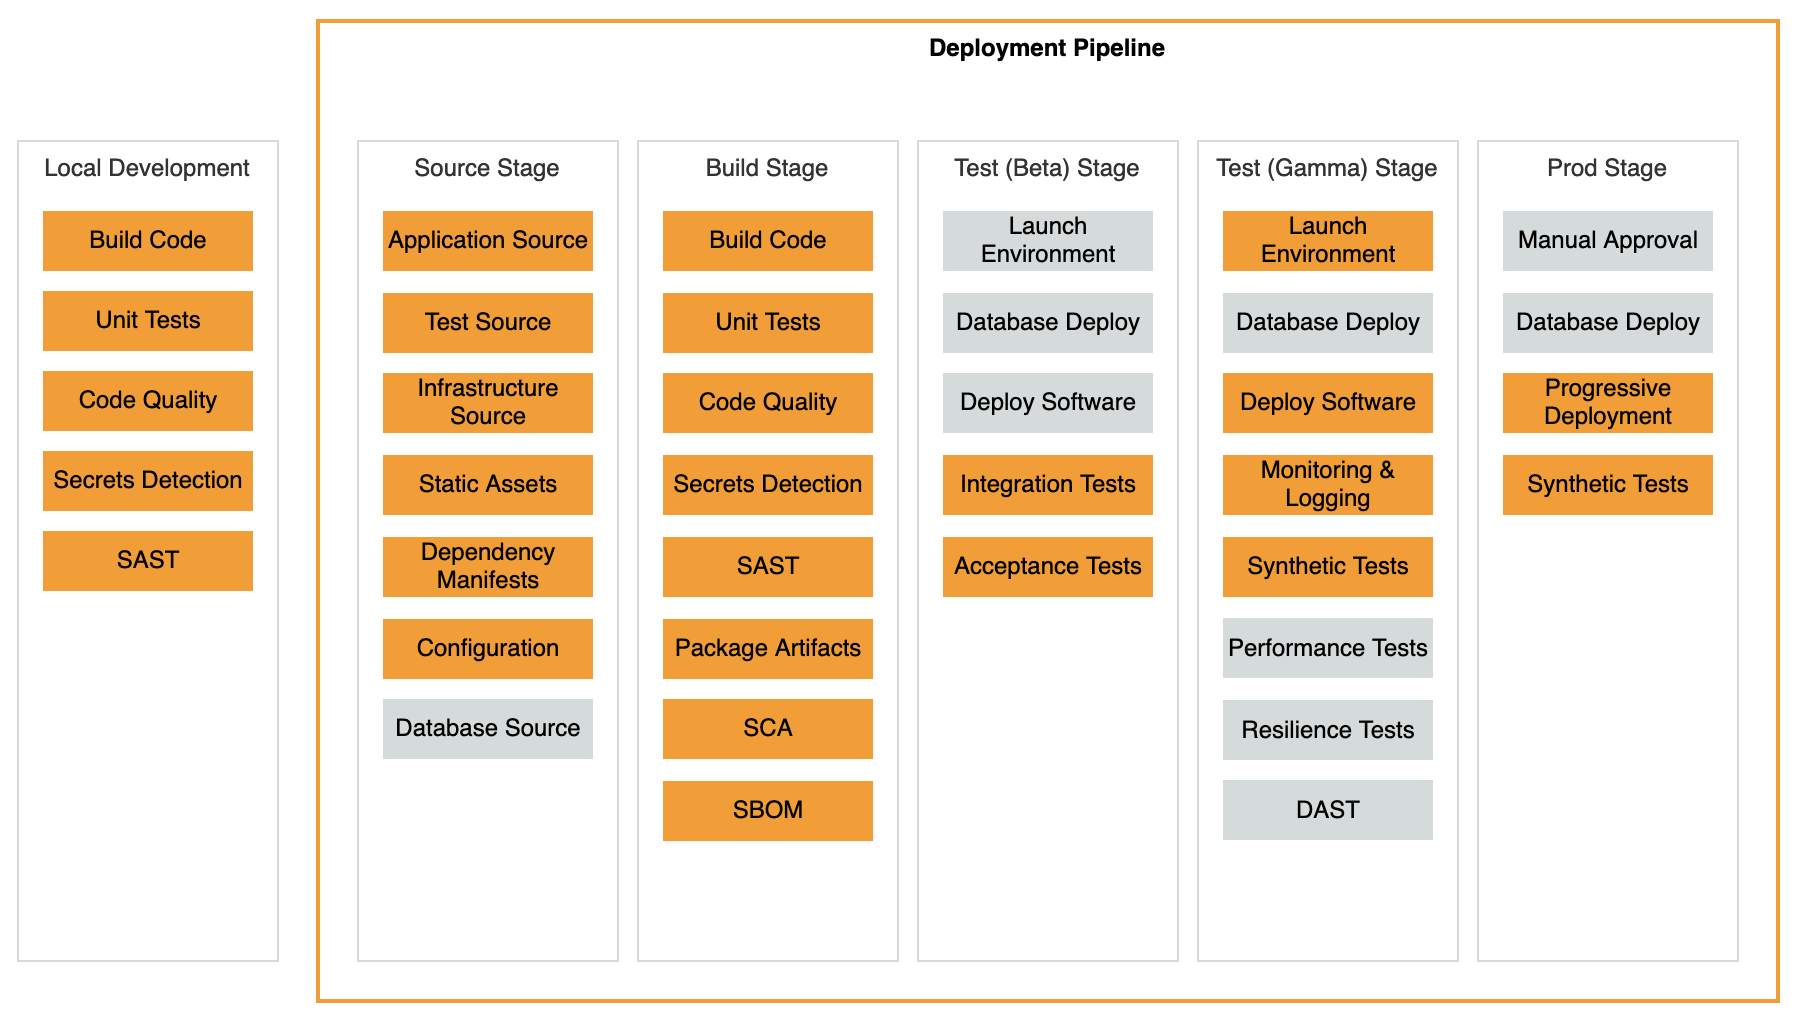 Deployment Pipeline
Local Development
Build Code
Unit Tests
Code Quality
Secrets Detection
SAST
Source Stage
Application Source
Test Source
Infrastructure
Source
Static Assets
Dependency
Manifests
Configuration
Database Source
Build Stage
Build Code
Unit Tests
Code Quality
Secrets Detection
SAST
Package Artifacts
SCA
SBOM
Test (Beta) Stage
Launch
Environment
Database Deploy
Deploy Software
Integration Tests
Acceptance Tests
Test (Gamma) Stage
Launch
Environment
Database Deploy
Deploy Software
Monitoring &
Logging
Synthetic Tests
Performance Tests
Resilience Tests
DAST
Prod Stage
Manual Approval
Database Deploy
Progressive
Deployment
Synthetic Tests